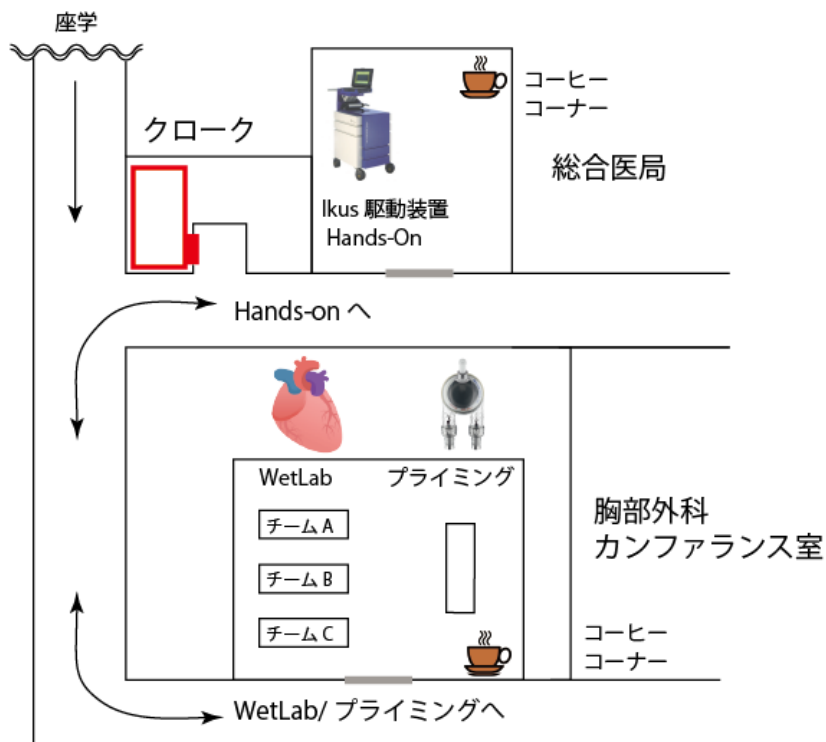 座学
クローク
コーヒー
コーナー
総合医局
Ikus 駆動装置
Hands-On
Hands-on へ
WetLab
プライミング
チーム A
チーム B
チーム C
胸部外科
カンファランス室
コーヒー
コーナー
WetLab/ プライミングへ